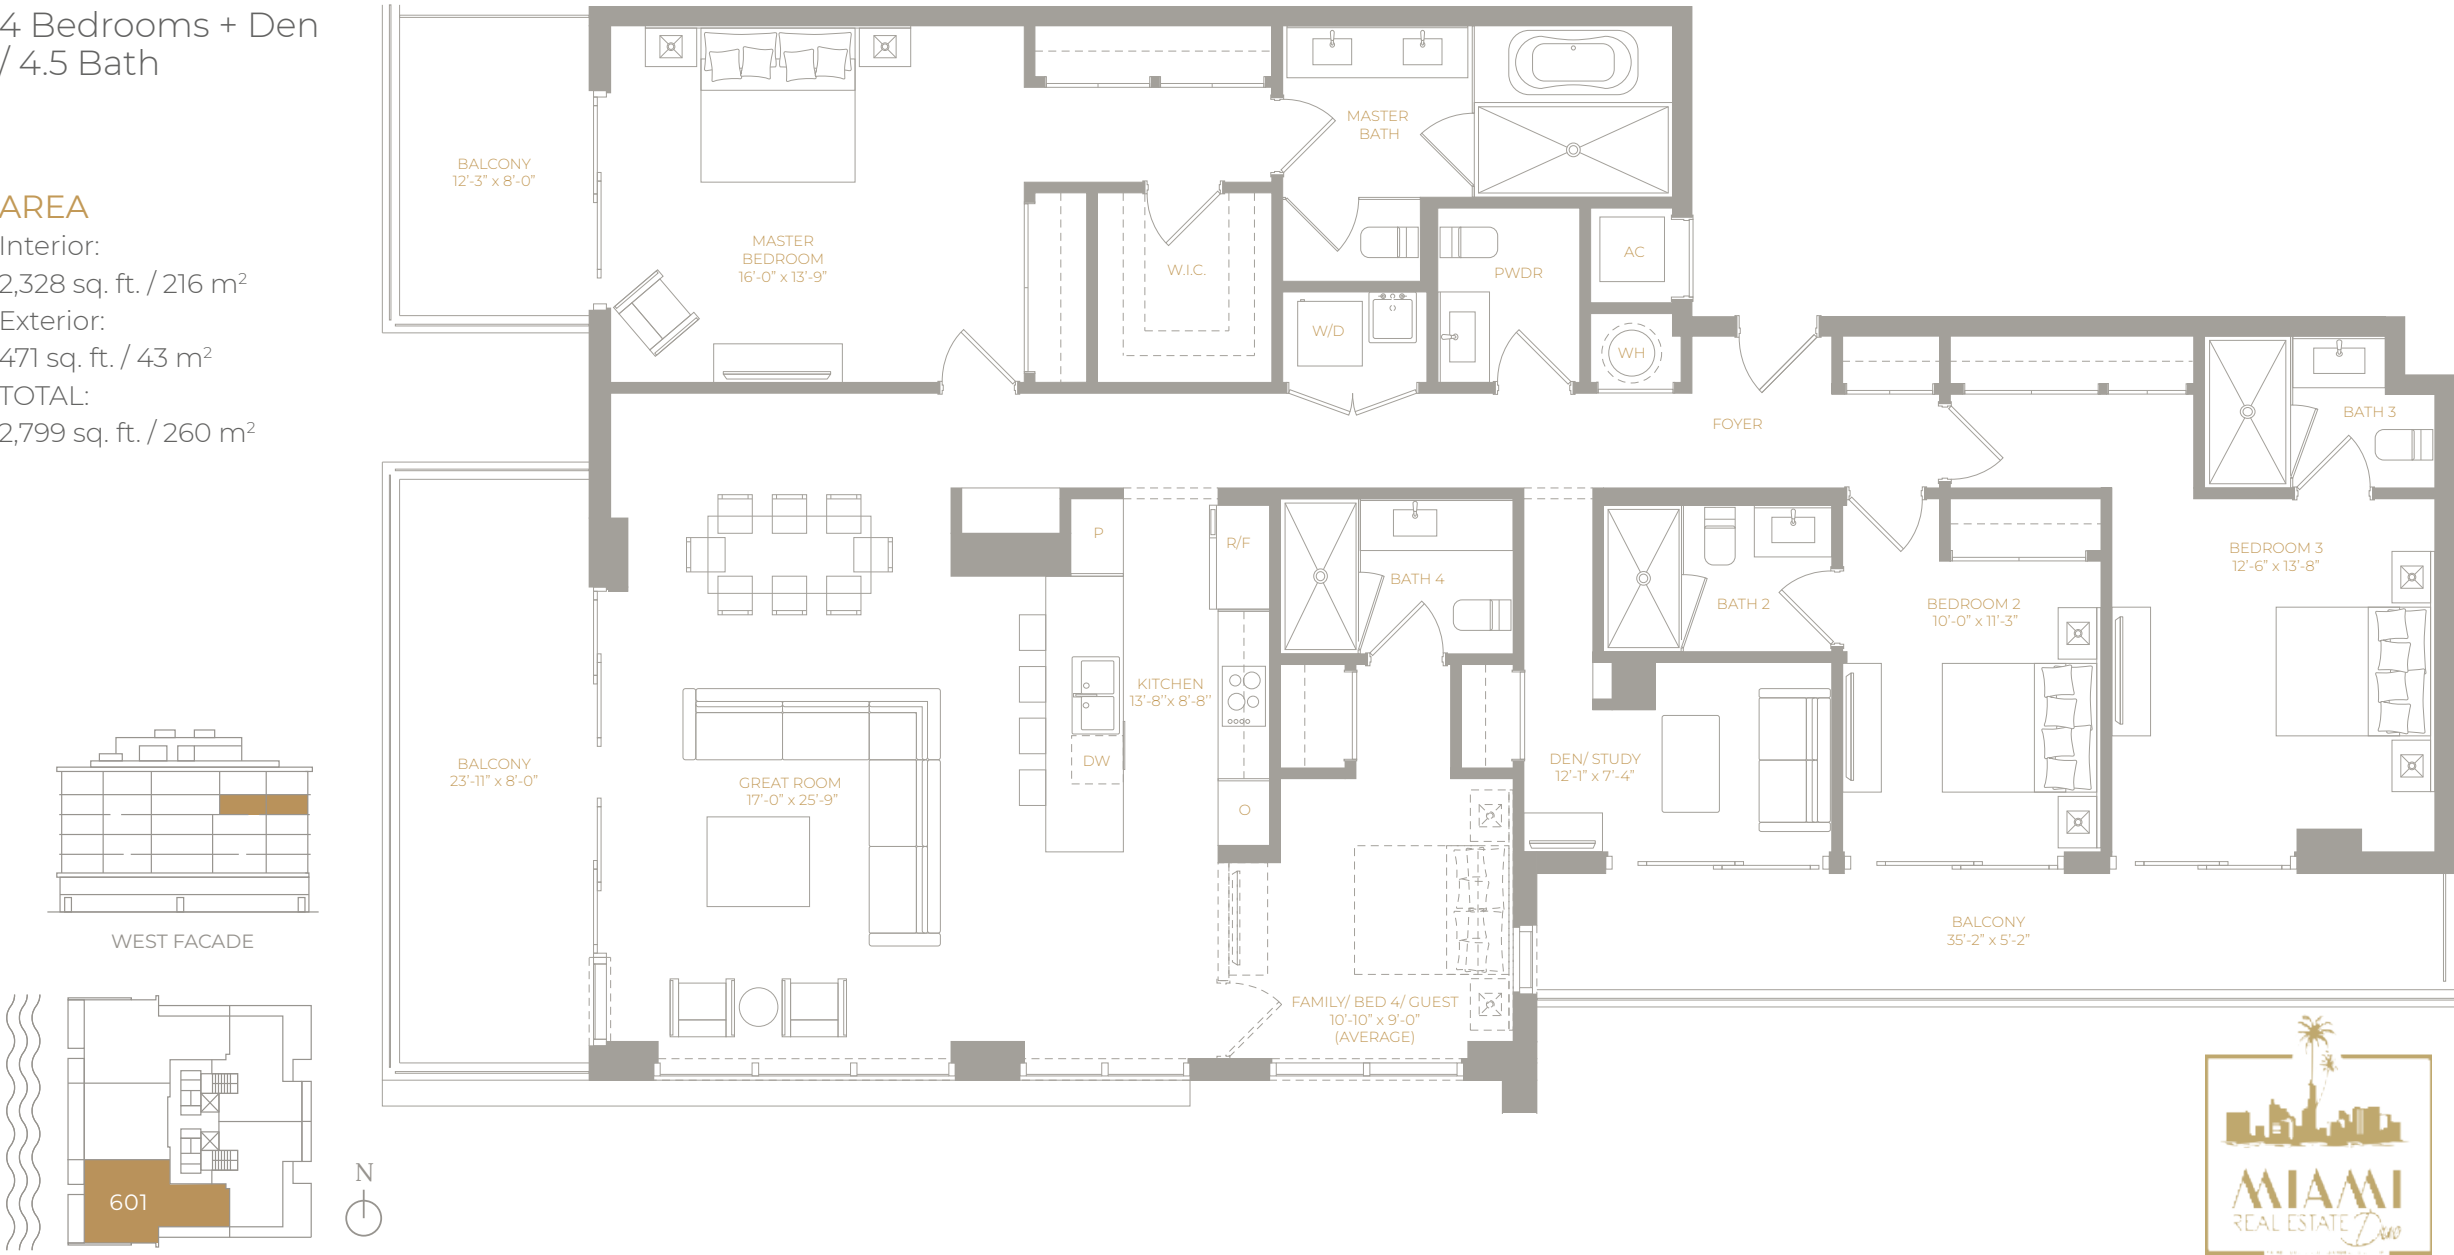 4 Bedrooms + Den
/ 4.5 Bath
AREA
Interior:
2,328 sq. ft. / 216 m²
Exterior:
471 sq. ft. / 43 m²
TOTAL:
2,799 sq. ft. / 260 m²
BALCONY
12'-3" x 8'-0"
MASTER
BEDROOM
16'-0" x 13'-9"
MASTER
BATH
W.I.C.
W/D
PWDR
AC
WH
FOYER
BATH 3
BEDROOM 3
12'-6" x 13'-8"
BATH 2
BEDROOM 2
10'-0" x 11'-3"
BATH 4
P
R/F
KITCHEN
13'-8''x 8'-8''
DW
O
GREAT ROOM
17'-0" x 25'-9"
BALCONY
23'-11" x 8'-0"
DEN/ STUDY
12'-1" x 7'-4"
FAMILY/ BED 4/ GUEST
10'-10" x 9'-0"
(AVERAGE)
BALCONY
35'-2" x 5'-2"
WEST FACADE
601
N
MIAMI
REAL ESTATE Duo